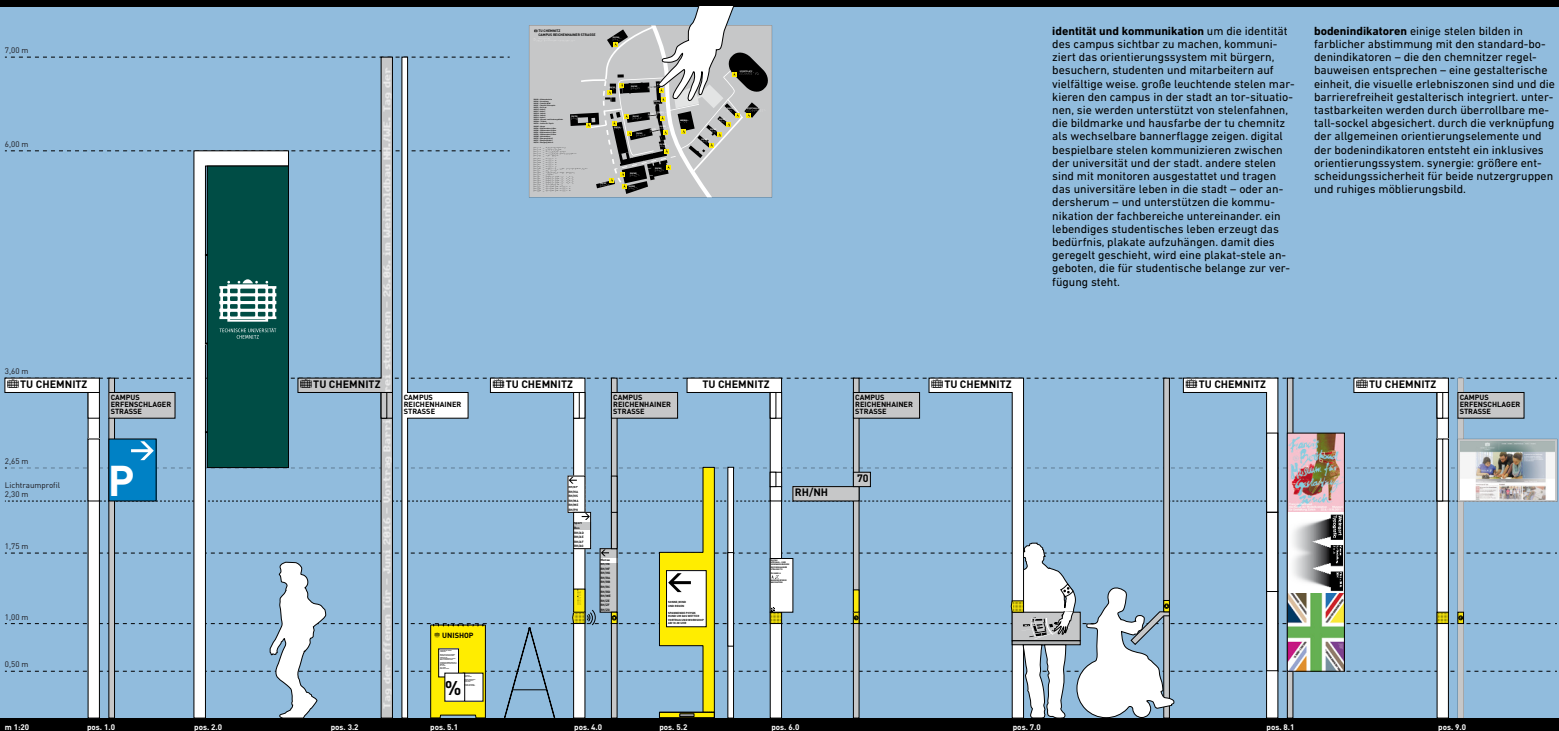 TU CHEMNITZ
CAMPUS REICHENHAINER STRASSE
identität und kommunikation um die identität
des campus sichtbar zu machen, kommuni-
ziert das orientierungssystem mit bürgern,
besuchern, studenten und mitarbeitern auf
vielfältige weise. große leuchtende stelen mar-
kieren den campus in der stadt an tor-situatio-
nen, sie werden unterstützt von stelenfahnen,
die bildmarke und hausfarbe der tu chemnitz
als wechselbare bannerflagge zeigen. digital
bespielbare stelen kommunizieren zwischen
der universität und der stadt. andere stelen
sind mit monitoren ausgestattet und tragen
das universitäre leben in die stadt – oder an-
dersherum – und unterstützen die kommu-
nikation der fachbereiche untereinander. ein
lebendiges studentisches leben erzeugt das
bedürfnis, plakate aufzuhängen. damit dies
geregelt geschieht, wird eine plakat-stele an-
geboten, die für studentische belange zur ver-
fügung steht.
bodenindikatoren einige stelen bilden in
farblicher abstimmung mit den standard-bo-
denindikatoren – die den chemnitzer regel-
bauweisen entsprechen – eine gestalterische
einheit, die visuelle erlebniszonen sind und die
barrierefreiheit gestalterisch integriert. unter-
tastbarkeiten werden durch überrollbare me-
tall-sockel abgesichert. durch die verknüpfung
der allgemeinen orientierungselemente und
der bodenindikatoren entsteht ein inklusives
orientierungssystem. synergie: größere ent-
scheidungssicherheit für beide nutzergruppen
und ruhiges möblierungsbild.
7,00 m
6,00 m
3,60 m
2,65 m
Lichtraumprofil
2,30 m
1,75 m
1,00 m
0,50 m
TU CHEMNITZ
CAMPUS
ERFENSCHLAGER
STRASSE
P
TECHNISCHE UNIVERSITÄT
CHEMNITZ
TU CHEMNITZ
CAMPUS
REICHENHAINER
STRASSE
UNISHOP
%
TU CHEMNITZ
CAMPUS
REICHENHAINER
STRASSE
TU CHEMNITZ
RH/NH
70
CAMPUS
REICHENHAINER
STRASSE
TU CHEMNITZ
TU CHEMNITZ
TU CHEMNITZ
CAMPUS
ERFENSCHLAGER
STRASSE
m 1:20
pos. 1.0
pos. 2.0
pos. 3.2
pos. 5.1
pos. 4.0
pos. 5.2
pos. 6.0
pos. 7.0
pos. 8.1
pos. 9.0